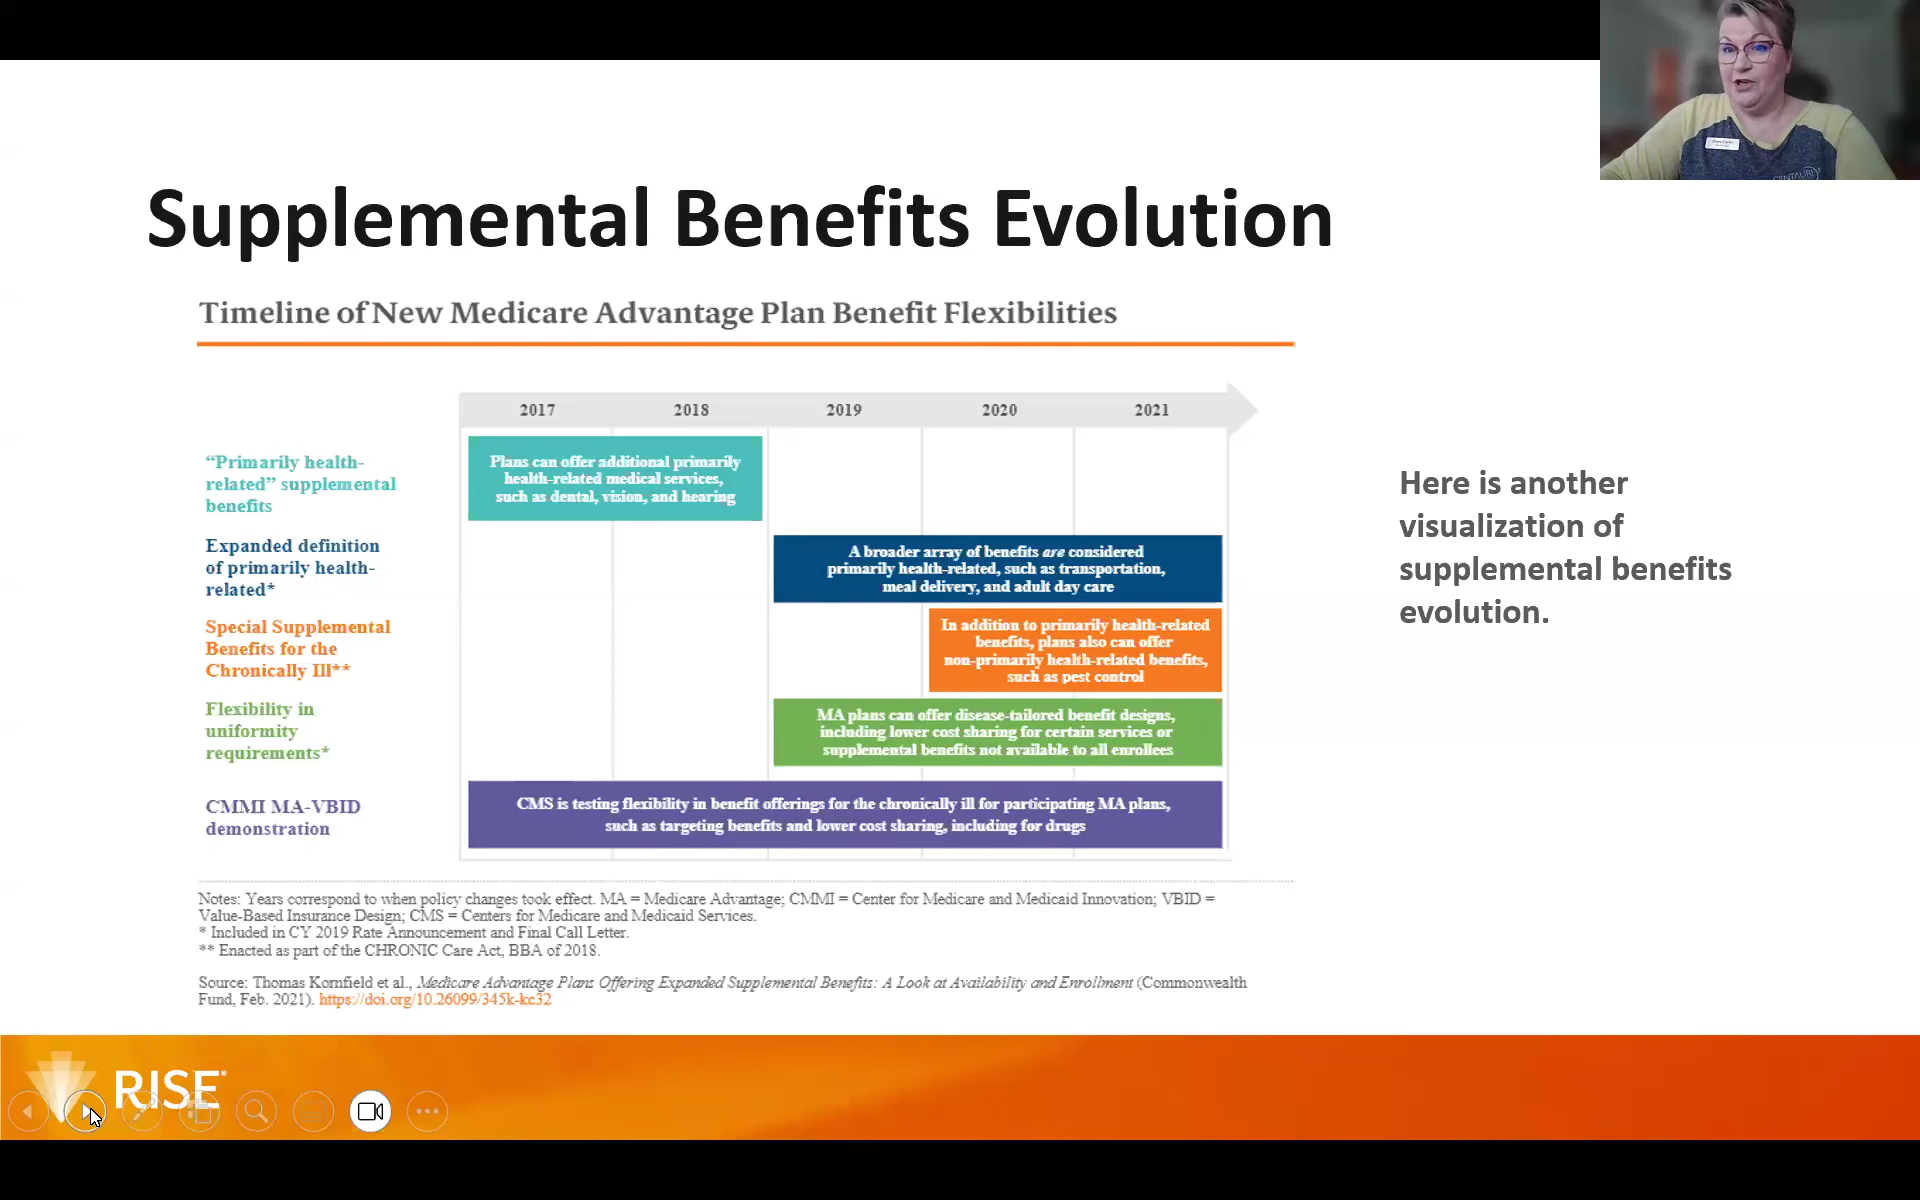 CENTAURI
Supplemental Benefits Evolution
Timeline of New Medicare Advantage Plan Benefit Flexibilities
2017 2018 2019 2020 2021
“Primarily health-
related” supplemental
benefits
Plans can offer additional primarily
health-related medical services,
such as dental, vision, and hearing
Expanded definition
of primarily health-
related*
A broader array of benefits are considered
primarily health-related, such as transportation,
meal delivery, and adult day care
Special Supplemental
Benefits for the
Chronically Ill**
In addition to primarily health-related
benefits, plans also can offer
non-primarily health-related benefits,
such as pest control
Flexibility in
uniformity
requirements*
MA plans can offer disease-tailored benefit designs,
including lower cost sharing for certain services or
supplemental benefits not available to all enrollees
CMMI MA-VBID
demonstration
CMS is testing flexibility in benefit offerings for the chronically ill for participating MA plans,
such as targeting benefits and lower cost sharing, including for drugs
Here is another
visualization of
supplemental benefits
evolution.
Notes: Years correspond to when policy changes took effect. MA = Medicare Advantage; CMMI = Center for Medicare and Medicaid Innovation; VBID =
Value-Based Insurance Design; CMS = Centers for Medicare and Medicaid Services.
* Included in CY 2019 Rate Announcement and Final Call Letter.
** Enacted as part of the CHRONIC Care Act, BBA of 2018.
Source: Thomas Kornfield et al., Medicare Advantage Plans Offering Expanded Supplemental Benefits: A Look at Availability and Enrollment (Commonwealth
Fund, Feb. 2021). https://doi.org/10.26099/345k-kc32
RISE®